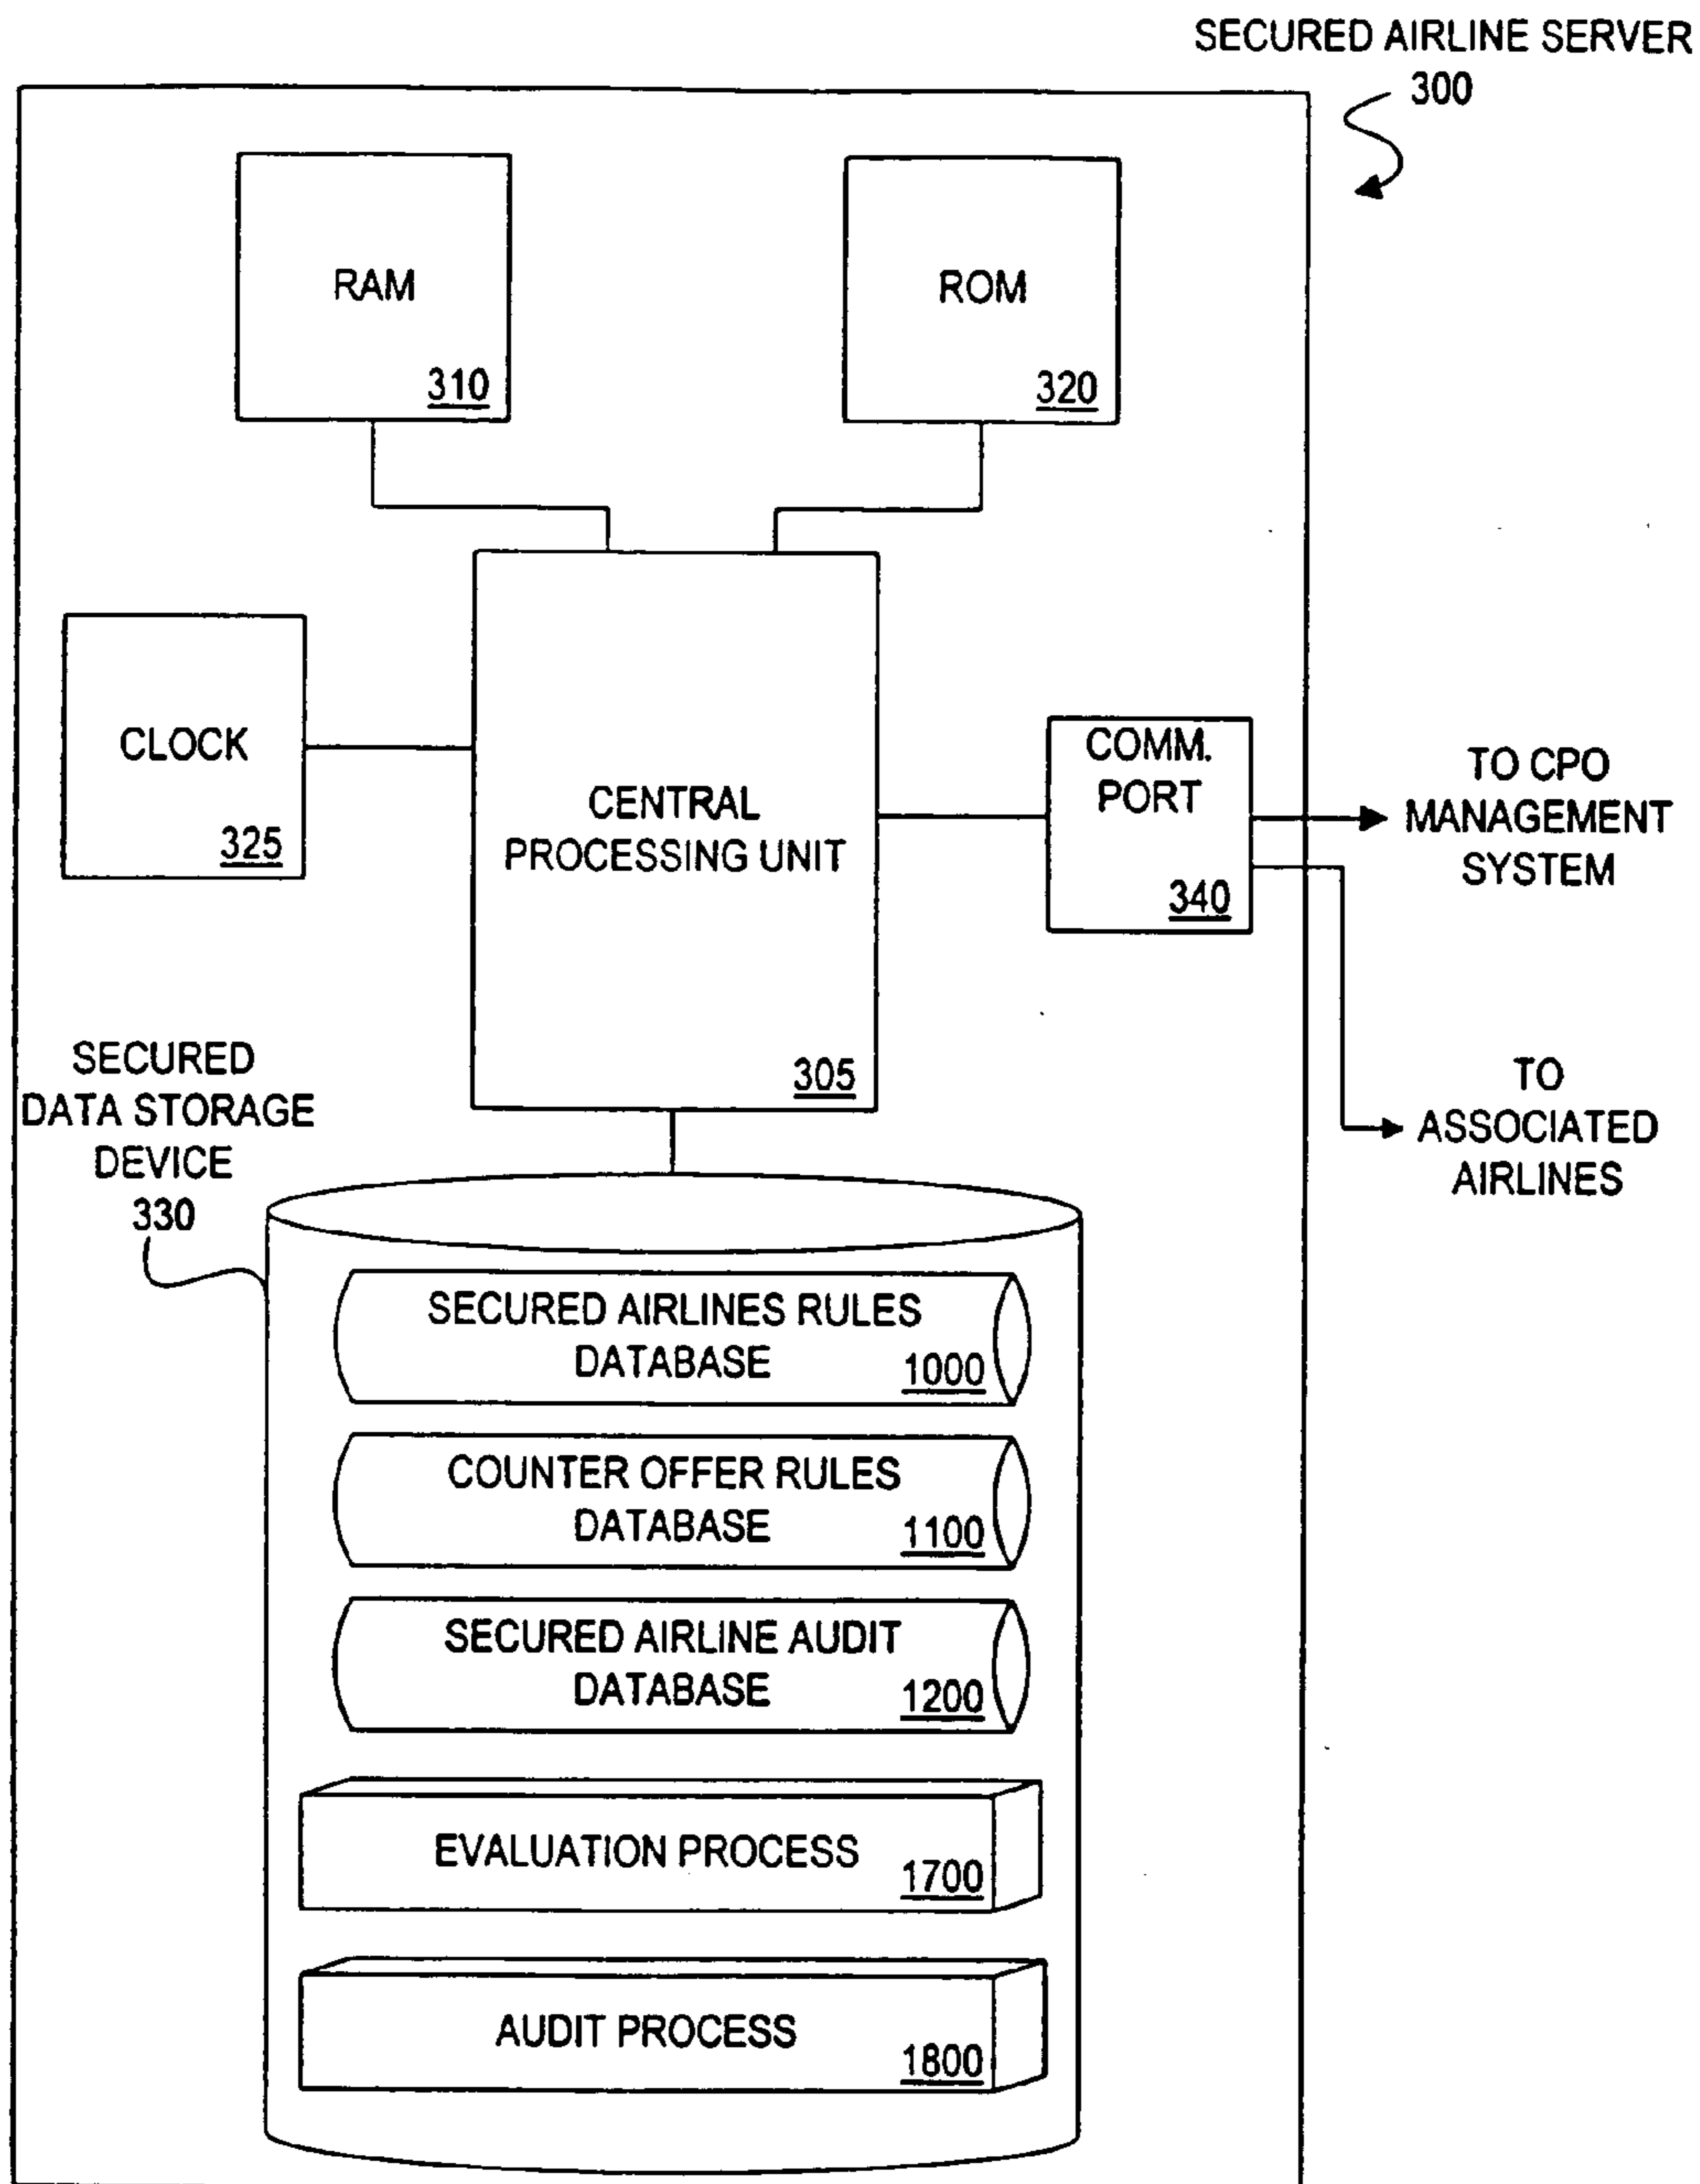 SECURED AIRLINE SERVER
300
RAM
310
ROM
320
CLOCK
325
CENTRAL
PROCESSING UNIT
305
COMM.
PORT
340
TO CPO
MANAGEMENT
SYSTEM
TO
ASSOCIATED
AIRLINES
SECURED
DATA STORAGE
DEVICE
330
SECURED AIRLINES RULES
DATABASE
1000
COUNTER OFFER RULES
DATABASE
1100
SECURED AIRLINE AUDIT
DATABASE
1200
EVALUATION PROCESS
1700
AUDIT PROCESS
1800